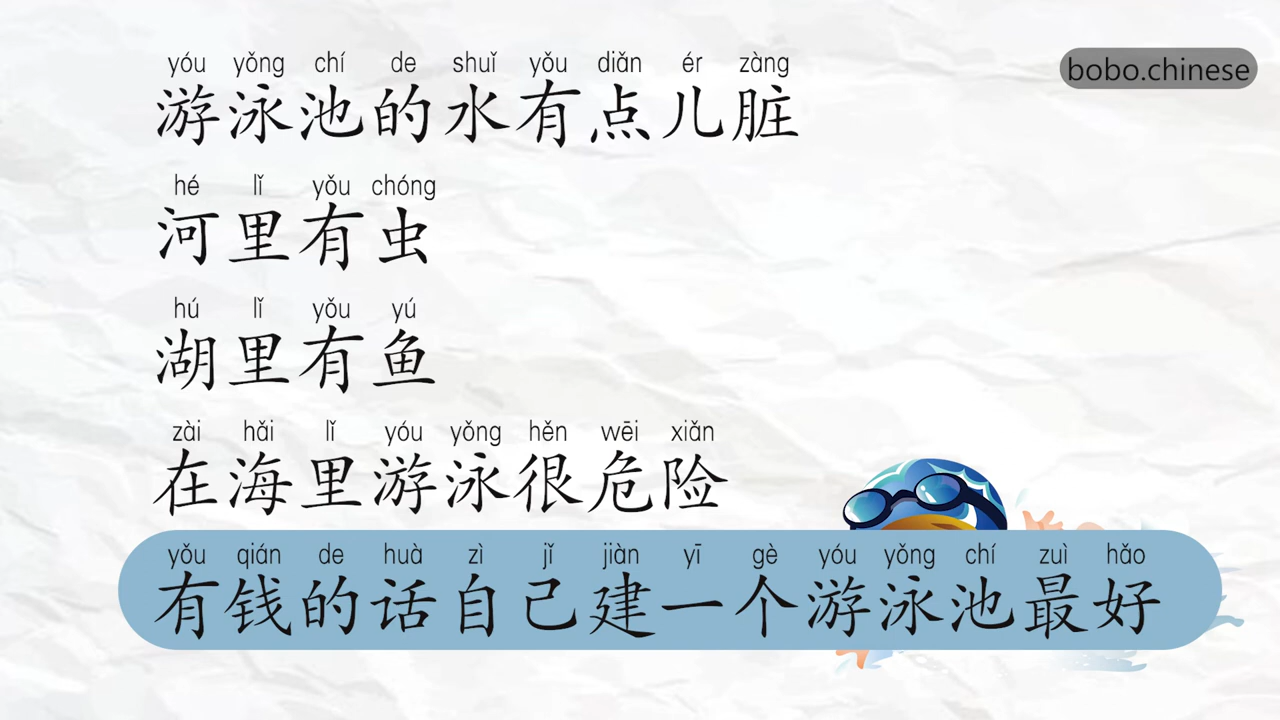 bobo.chinese
yóu yǒng chí de shuǐ yǒu diǎn ér zàng
游泳池的水有点儿脏
hé lǐ yǒu chóng
河里有虫
hú lǐ yǒu yú
湖里有鱼
zài hǎi lǐ yóu yǒng hěn wēi xiǎn
在海里游泳很危险
yǒu qián de huà zì jǐ jiàn yī gè yóu yǒng chí zuì hǎo
有钱的话自己建一个游泳池最好